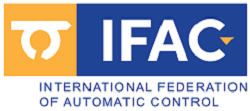 IFAC
INTERNATIONAL FEDERATION
OF AUTOMATIC CONTROL